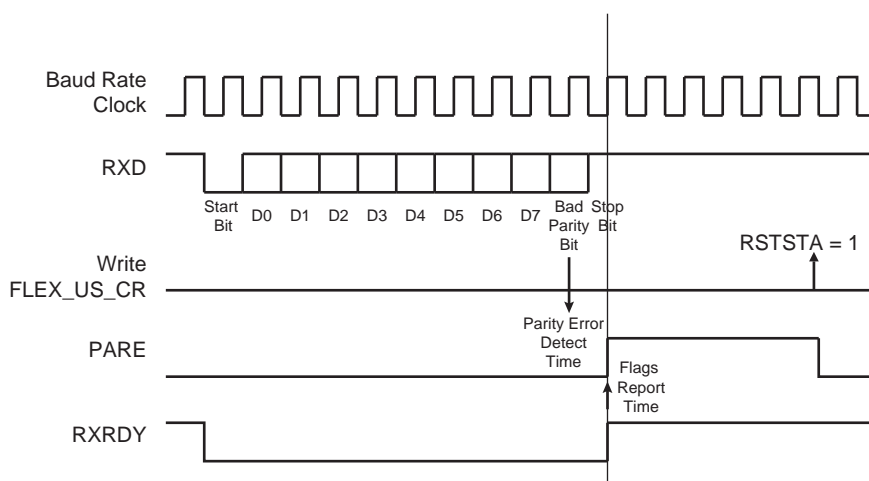 Baud Rate
Clock
RXD
Start
Bit
D0 D1 D2 D3 D4 D5 D6 D7
Bad
Parity
Bit
Stop
Bit
RSTSTA = 1
Write
FLEX_US_CR
Parity Error
Detect
Time
PARE
Flags
Report
Time
RXRDY